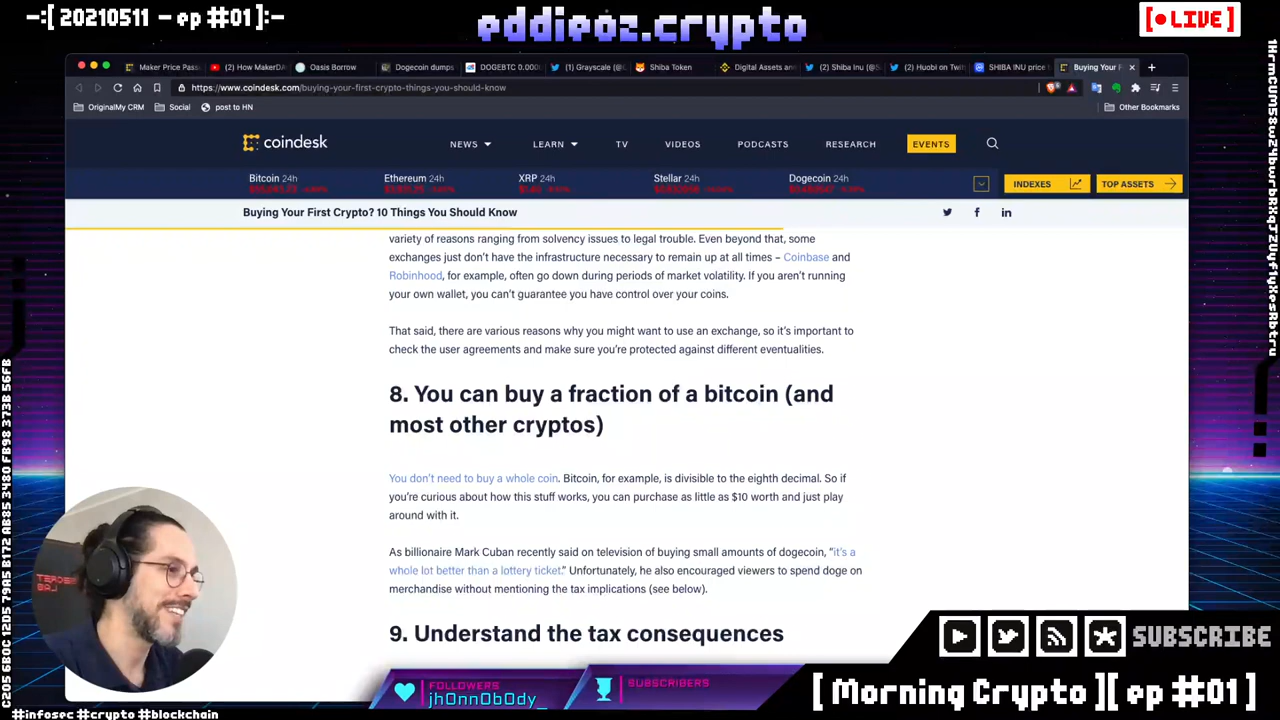 -:[ 20210511 - ep #01]:-
eddieoz.crypto
[•LIVE]
Maker Price Pass
(2) How MakerDA
Oasis Borrow
Dogecoin dumps
DOGEBTC 0.0000
(1) Grayscale (@G
Shiba Token
Digital Assets an
(2) Shiba Inu (@S
(2) Huobi on Twit
SHIBA INU price
Buying Your F
https://www.coindesk.com/buying-your-first-crypto-things-you-should-know
OriginalMy CRM
Social
post to HN
Other Bookmarks
coindesk
NEWS
LEARN
TV
VIDEOS
PODCASTS
RESEARCH
EVENTS
Bitcoin 24h
Ethereum 24h
XRP 24h
Stellar 24h
Dogecoin 24h
INDEXES
TOP ASSETS
Buying Your First Crypto? 10 Things You Should Know
variety of reasons ranging from solvency issues to legal trouble. Even beyond that, some
exchanges just don’t have the infrastructure necessary to remain up at all times – Coinbase and
Robinhood, for example, often go down during periods of market volatility. If you aren’t running
your own wallet, you can’t guarantee you have control over your coins.
That said, there are various reasons why you might want to use an exchange, so it’s important to
check the user agreements and make sure you’re protected against different eventualities.
8. You can buy a fraction of a bitcoin (and
most other cryptos)
You don’t need to buy a whole coin. Bitcoin, for example, is divisible to the eighth decimal. So if
you’re curious about how this stuff works, you can purchase as little as $10 worth and just play
around with it.
As billionaire Mark Cuban recently said on television of buying small amounts of dogecoin, “it’s a
whole lot better than a lottery ticket.” Unfortunately, he also encouraged viewers to spend doge on
merchandise without mentioning the tax implications (see below).
9. Understand the tax consequences
SUBSCRIBE
FOLLOWERS
jh0nn0b0dy_
SUBSCRIBERS
[Morning Crypto][ep #01]
#infosec #crypto #blockchain